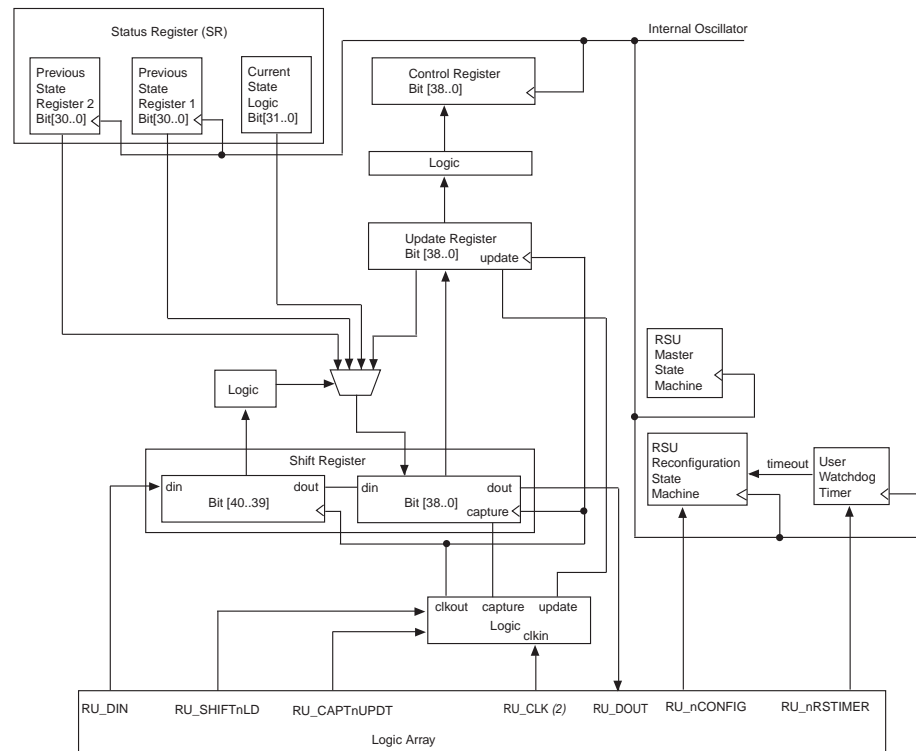 Status Register (SR)
Internal Oscillator
Previous
State
Register 2
Bit[30..0]
Previous
State
Register 1
Bit[30..0]
Current
State
Logic
Bit[31..0]
Control Register
Bit [38..0]
Logic
Update Register
Bit [38..0]
update
RSU
Master
State
Machine
Logic
Shift Register
din
dout
Bit [40..39]
din
dout
Bit [38..0]
capture
RSU
Reconfiguration
State
Machine
timeout
User
Watchdog
Timer
clkout
capture
update
Logic
clkin
RU_DIN
RU_SHIFTnLD
RU_CAPTnUPDT
RU_CLK (2)
RU_DOUT
RU_nCONFIG
RU_nRSTIMER
Logic Array